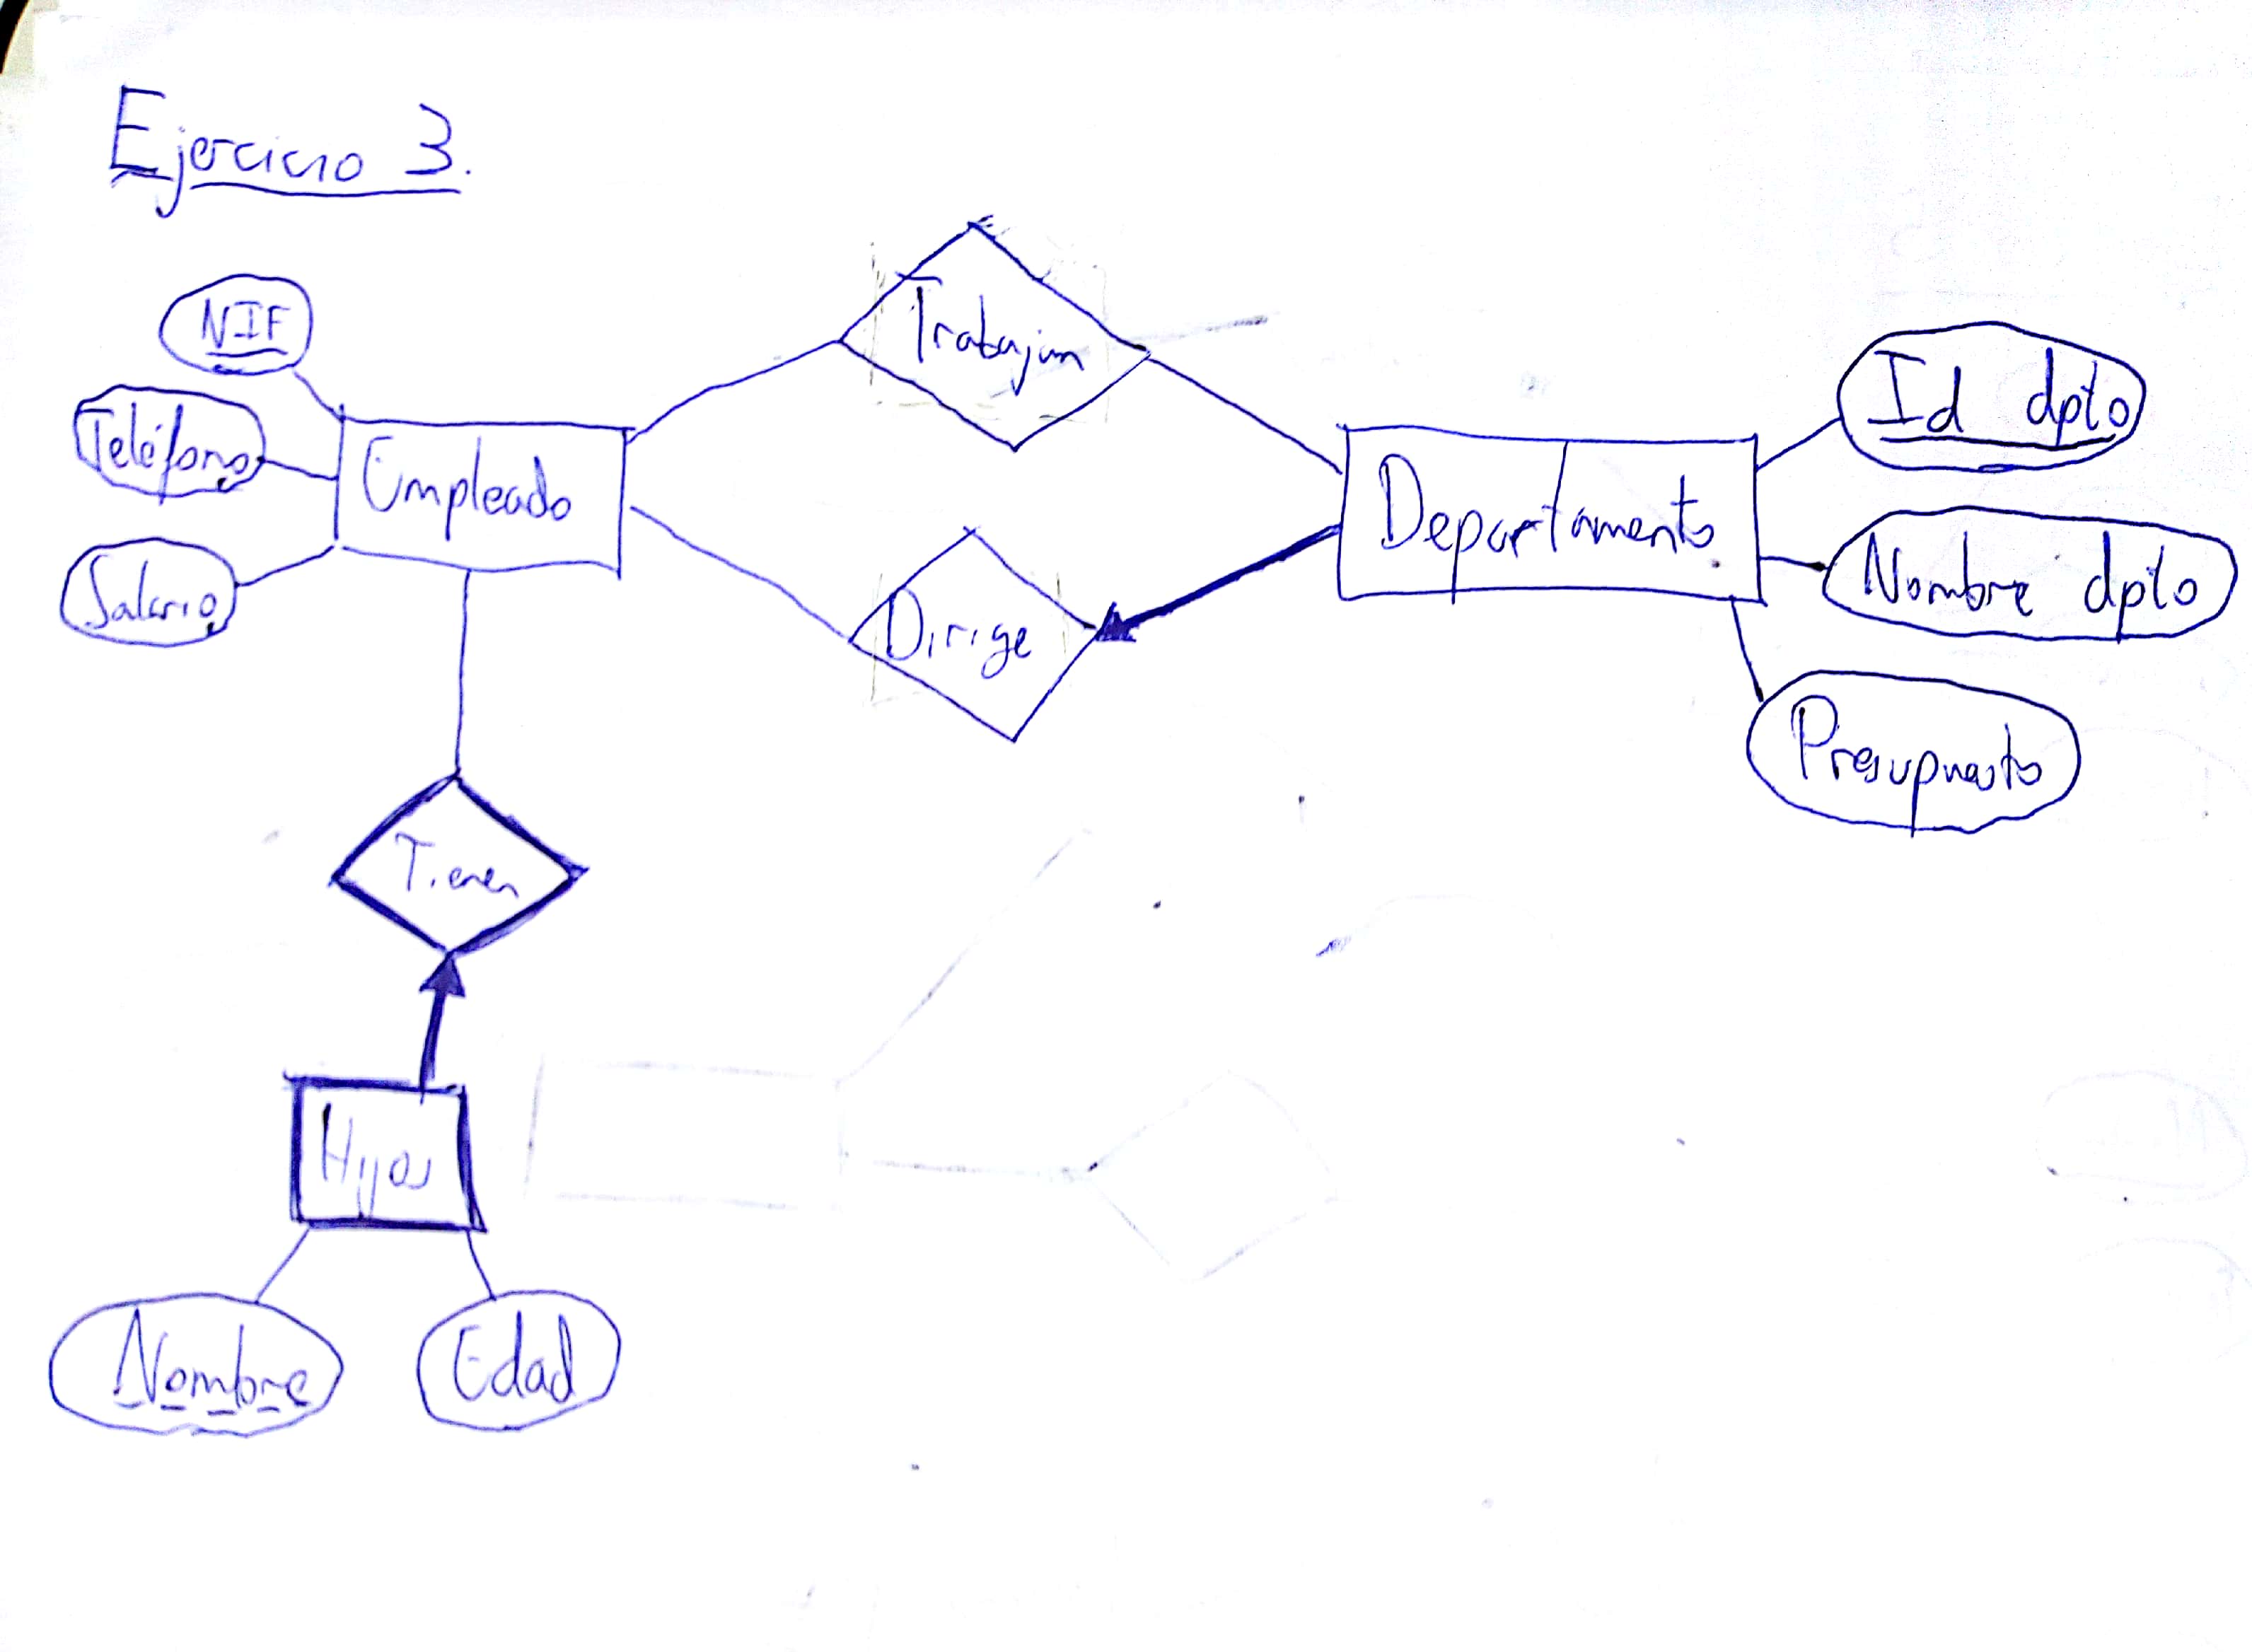 Ejercicio 3.
NIF
Teléfono
Salario
Empleado
Trabajan
Dirige
Departamento
Id dpto
Nombre dpto
Presupuesto
Tienen
Hijos
Nombre
Edad